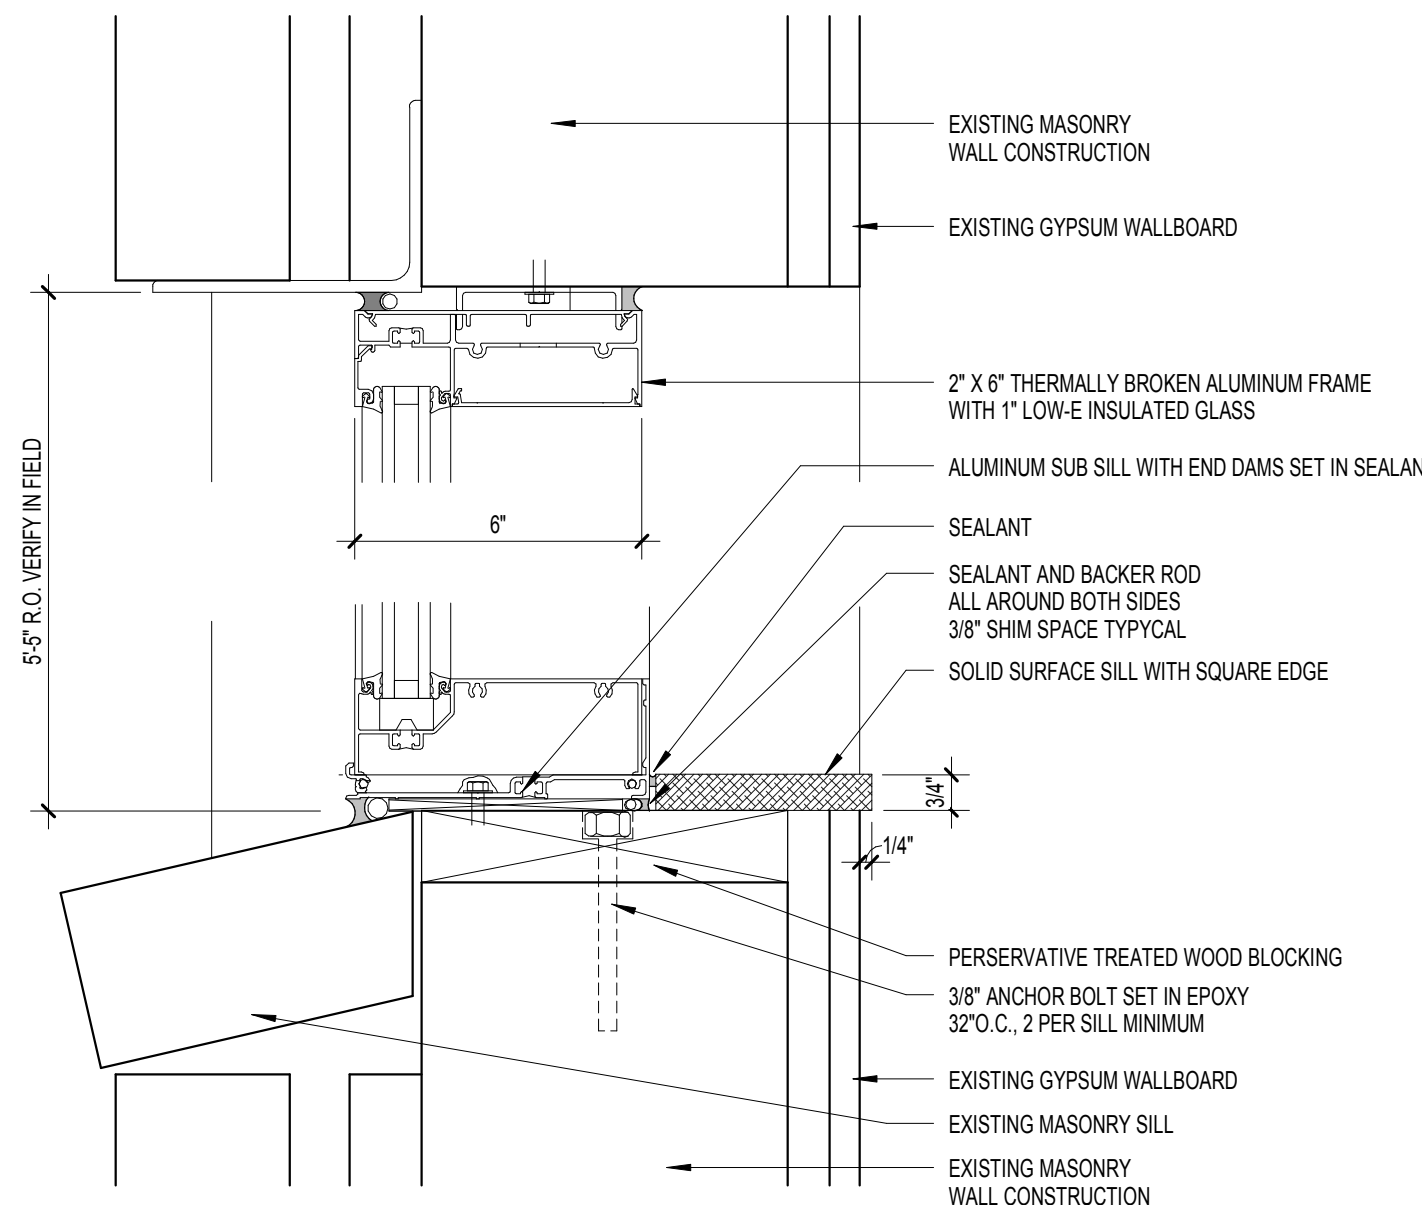 EXISTING MASONRY
WALL CONSTRUCTION
EXISTING GYPSUM WALLBOARD
2" X 6" THERMALLY BROKEN ALUMINUM FRAME
WITH 1" LOW-E INSULATED GLASS
ALUMINUM SUB SILL WITH END DAMS SET IN SEALAN
6"
5'-5" R.O. VERIFY IN FIELD
SEALANT
SEALANT AND BACKER ROD
ALL AROUND BOTH SIDES
3/8" SHIM SPACE TYPYCAL
SOLID SURFACE SILL WITH SQUARE EDGE
3/4"
1/4"
PERSERVATIVE TREATED WOOD BLOCKING
3/8" ANCHOR BOLT SET IN EPOXY
32"O.C., 2 PER SILL MINIMUM
EXISTING GYPSUM WALLBOARD
EXISTING MASONRY SILL
EXISTING MASONRY
WALL CONSTRUCTION